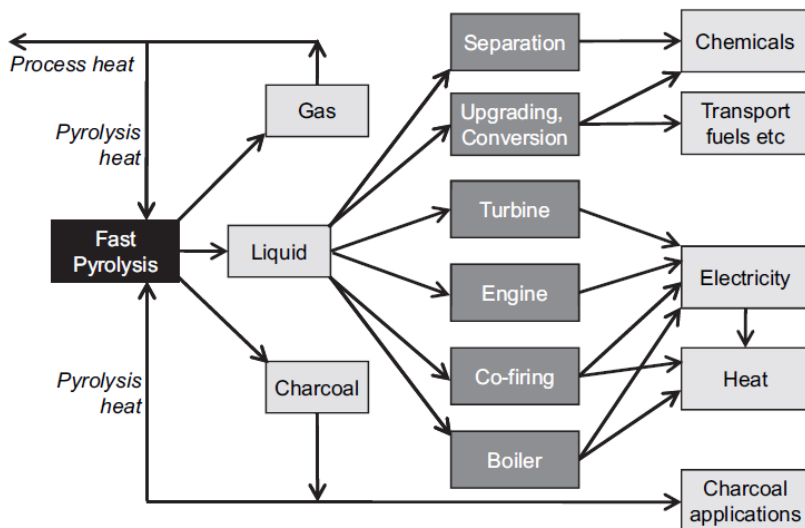 Process heat
Pyrolysis
heat
Fast
Pyrolysis
Pyrolysis
heat
Gas
Liquid
Charcoal
Separation
Upgrading,
Conversion
Turbine
Engine
Co-firing
Boiler
Chemicals
Transport
fuels etc
Electricity
Heat
Charcoal
applications